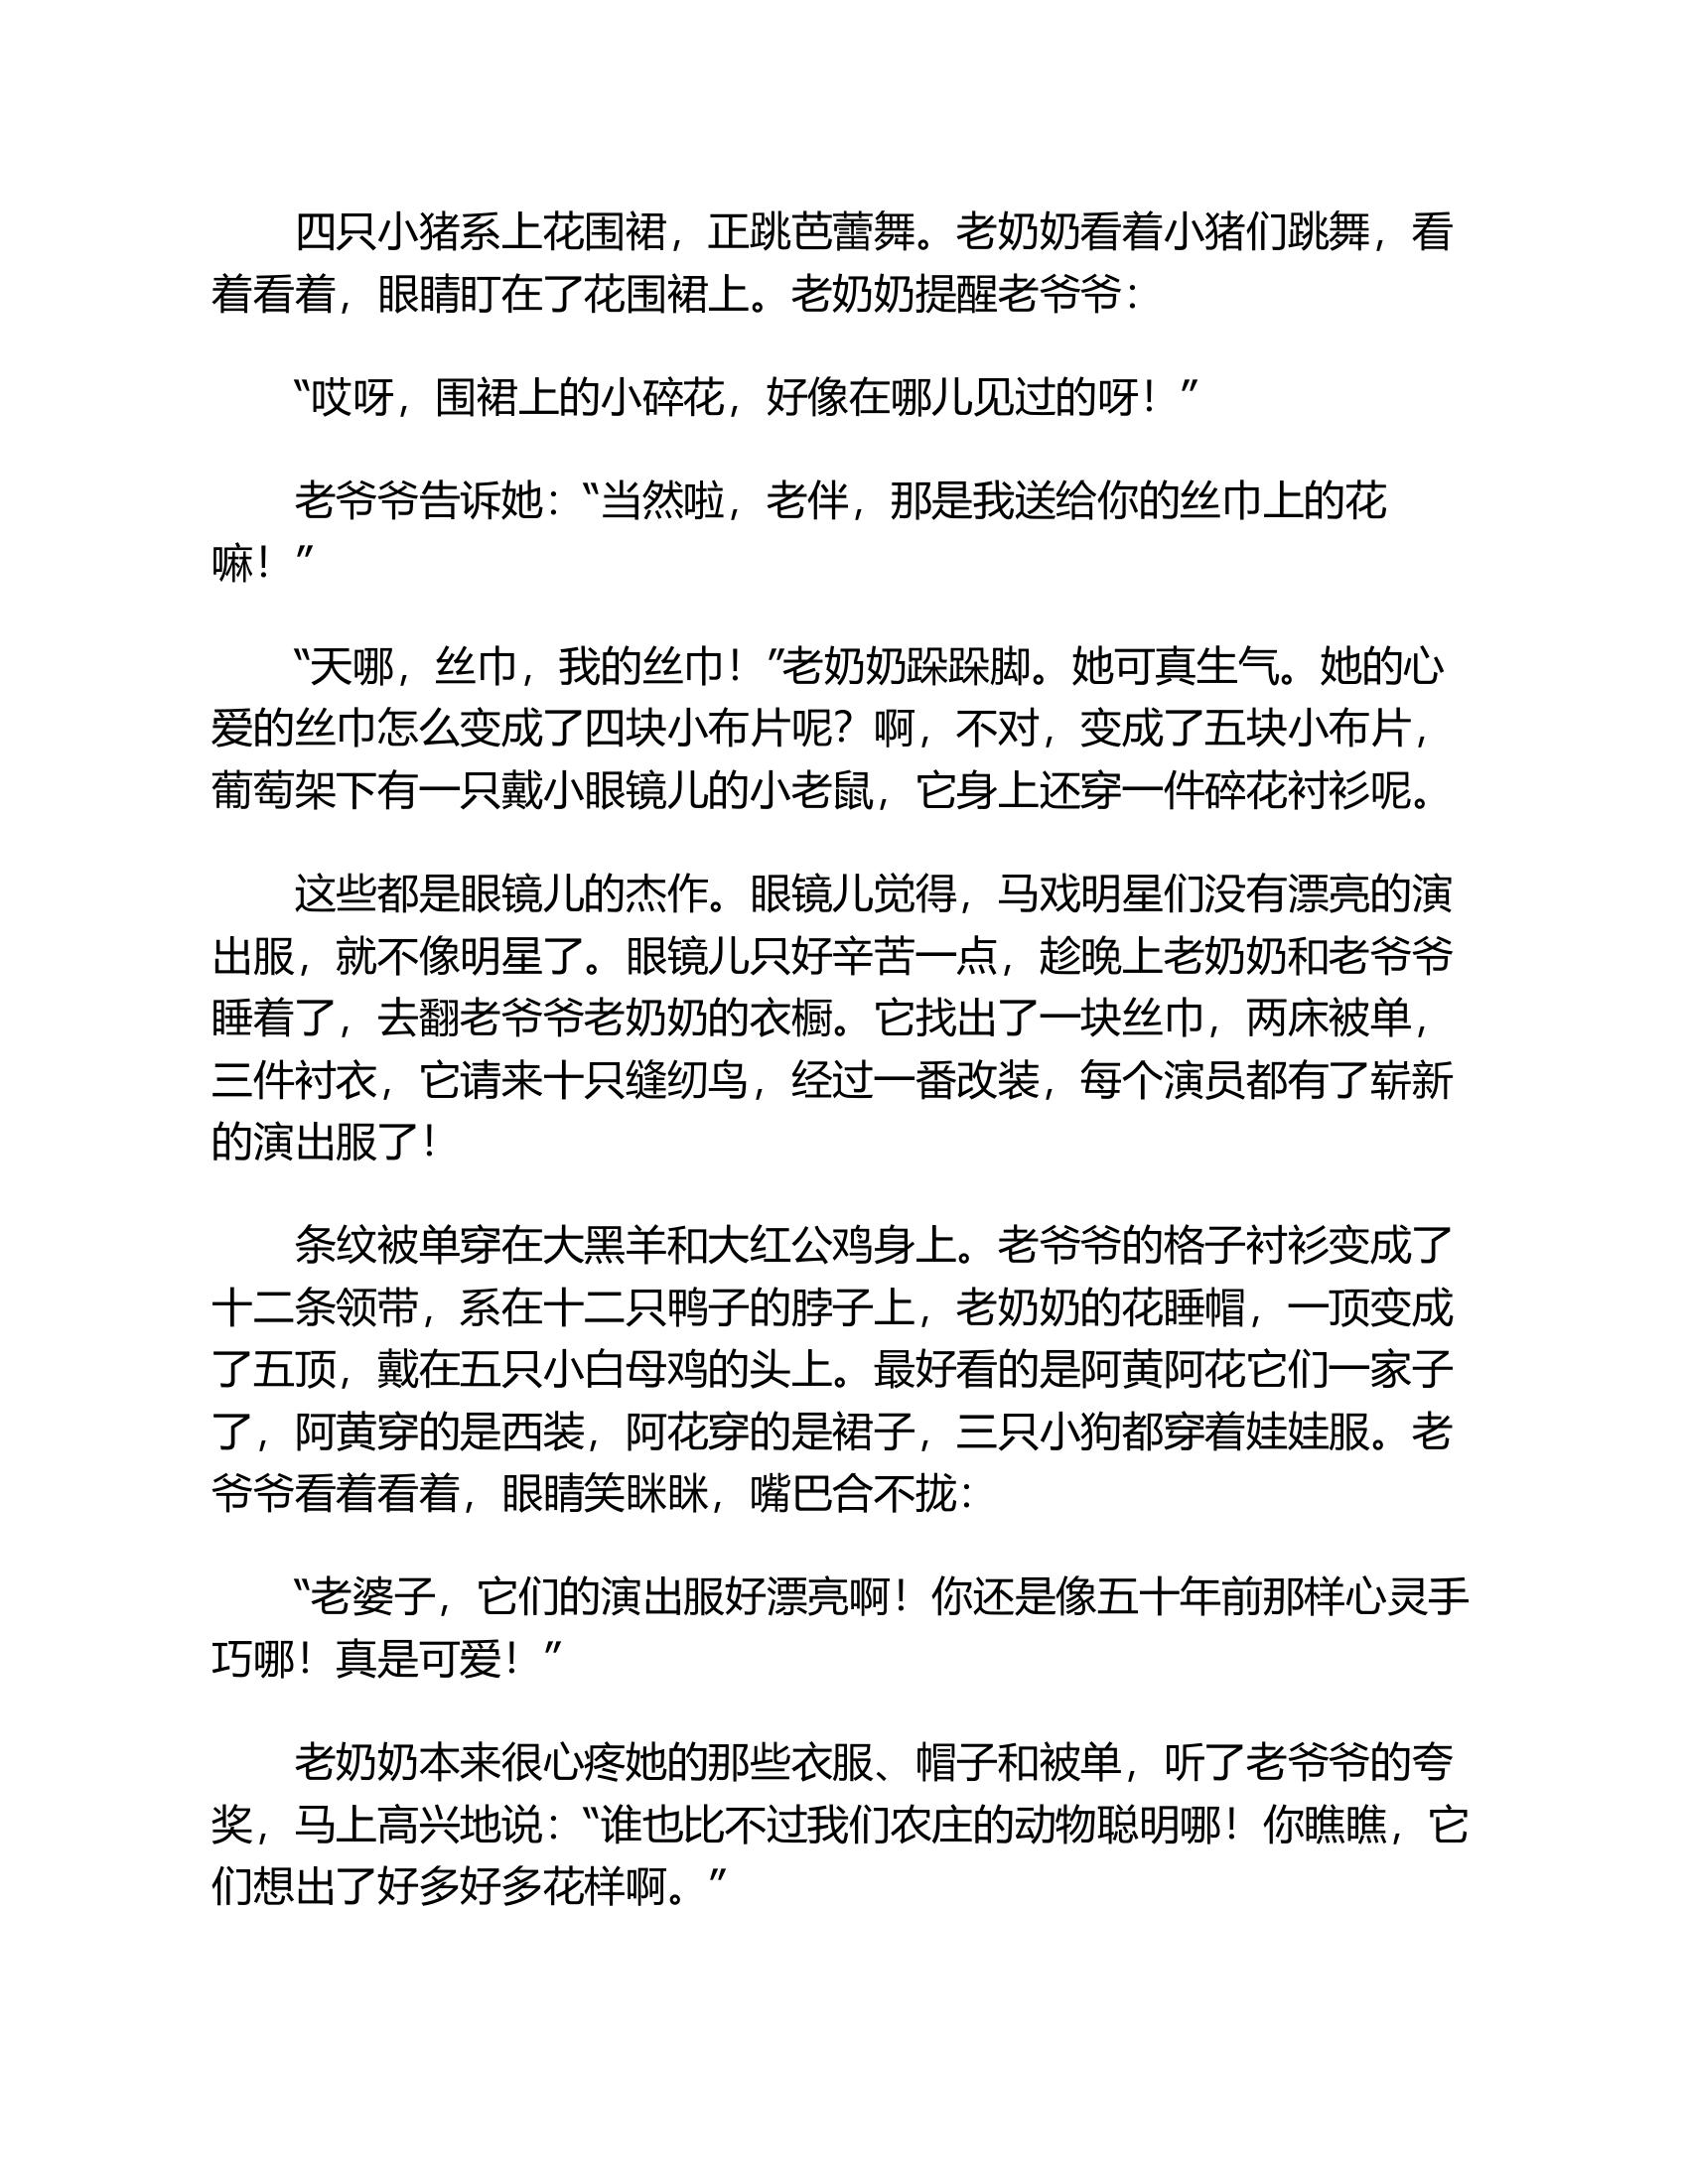 四只小猪系上花围裙，正跳芭蕾舞。老奶奶看着小猪们跳舞，看
着看着，眼睛盯在了花围裙上。老奶奶提醒老爷爷：
“哎呀，围裙上的小碎花，好像在哪儿见过的呀！”
老爷爷告诉她：“当然啦，老伴，那是我送给你的丝巾上的花
嘛！”
“天哪，丝巾，我的丝巾！”老奶奶跺跺脚。她可真生气。她的心
爱的丝巾怎么变成了四块小布片呢？啊，不对，变成了五块小布片，
葡萄架下有一只戴小眼镜儿的小老鼠，它身上还穿一件碎花衬衫呢。
这些都是眼镜儿的杰作。眼镜儿觉得，马戏明星们没有漂亮的演
出服，就不像明星了。眼镜儿只好辛苦一点，趁晚上老奶奶和老爷爷
睡着了，去翻老爷爷老奶奶的衣橱。它找出了一块丝巾，两床被单，
三件衬衣，它请来十只缝纫鸟，经过一番改装，每个演员都有了崭新
的演出服了！
条纹被单穿在大黑羊和大红公鸡身上。老爷爷的格子衬衫变成了
十二条领带，系在十二只鸭子的脖子上，老奶奶的花睡帽，一顶变成
了五顶，戴在五只小白母鸡的头上。最好看的是阿黄阿花它们一家子
了，阿黄穿的是西装，阿花穿的是裙子，三只小狗都穿着娃娃服。老
爷爷看着看着，眼睛笑眯眯，嘴巴合不拢：
“老婆子，它们的演出服好漂亮啊！你还是像五十年前那样心灵手
巧哪！真是可爱！”
老奶奶本来很心疼她的那些衣服、帽子和被单，听了老爷爷的夸
奖，马上高兴地说：“谁也比不过我们农庄的动物聪明哪！你瞧瞧，它
们想出了好多好多花样啊。”